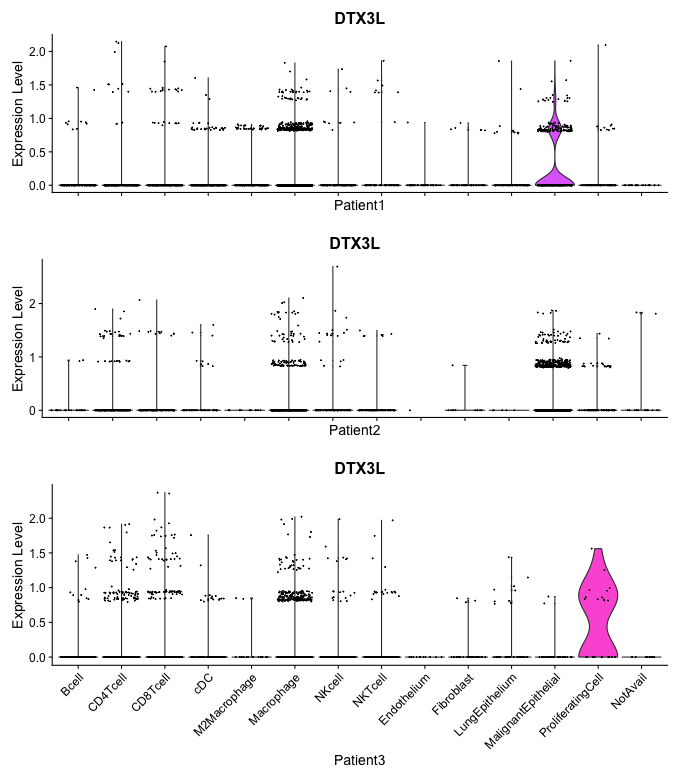 DTX3L
Expression Level
2.0
1.5
1.0
0.5
0.0
Patient1
DTX3L
Expression Level
2
1
0
Patient2
DTX3L
Expression Level
2.0
1.5
1.0
0.5
0.0
Bcell
CD4Tcell
CD8Tcell
cDC
M2Macrophage
Macrophage
NKcell
NKTcell
Endothelium
Fibroblast
LungEpithelium
MalignantEpithelial
ProliferatingCell
NotAvail
Patient3